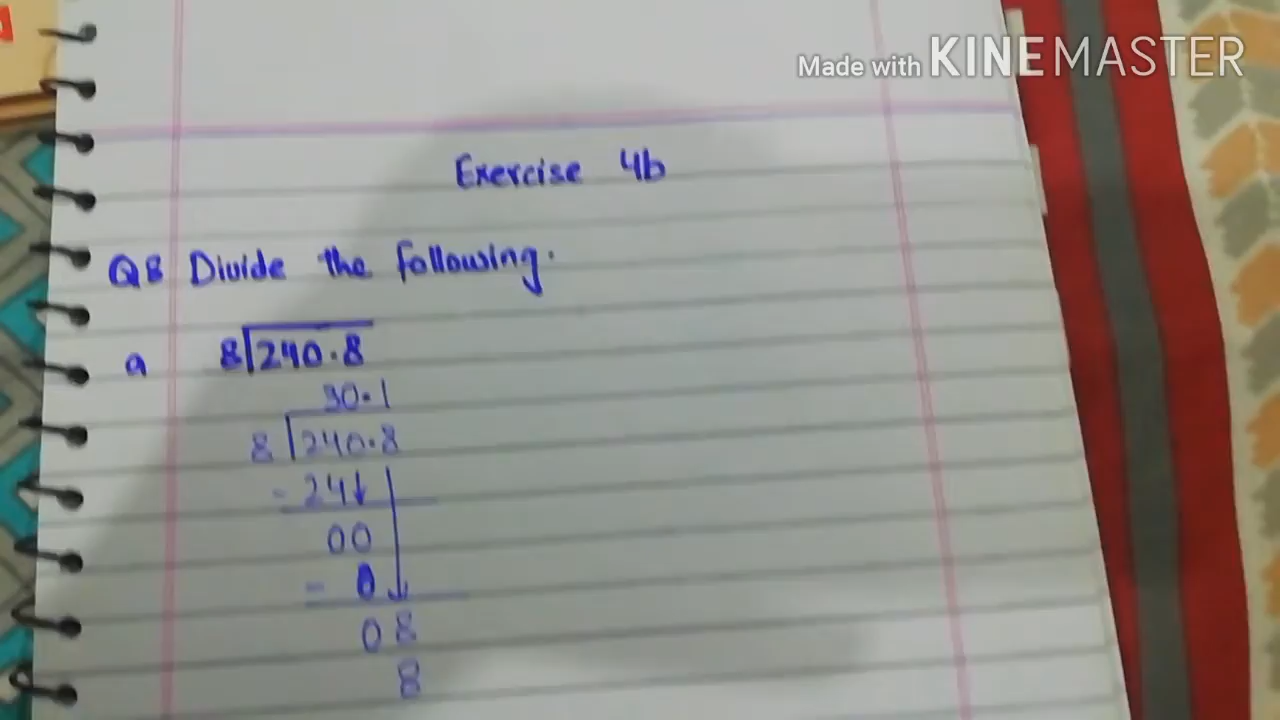 Made with KINEMASTER
Exercise 4b
Q8 Divide the following.
a 8 240.8
30.1
8 240.8
- 24↓
00
- 0
08
8